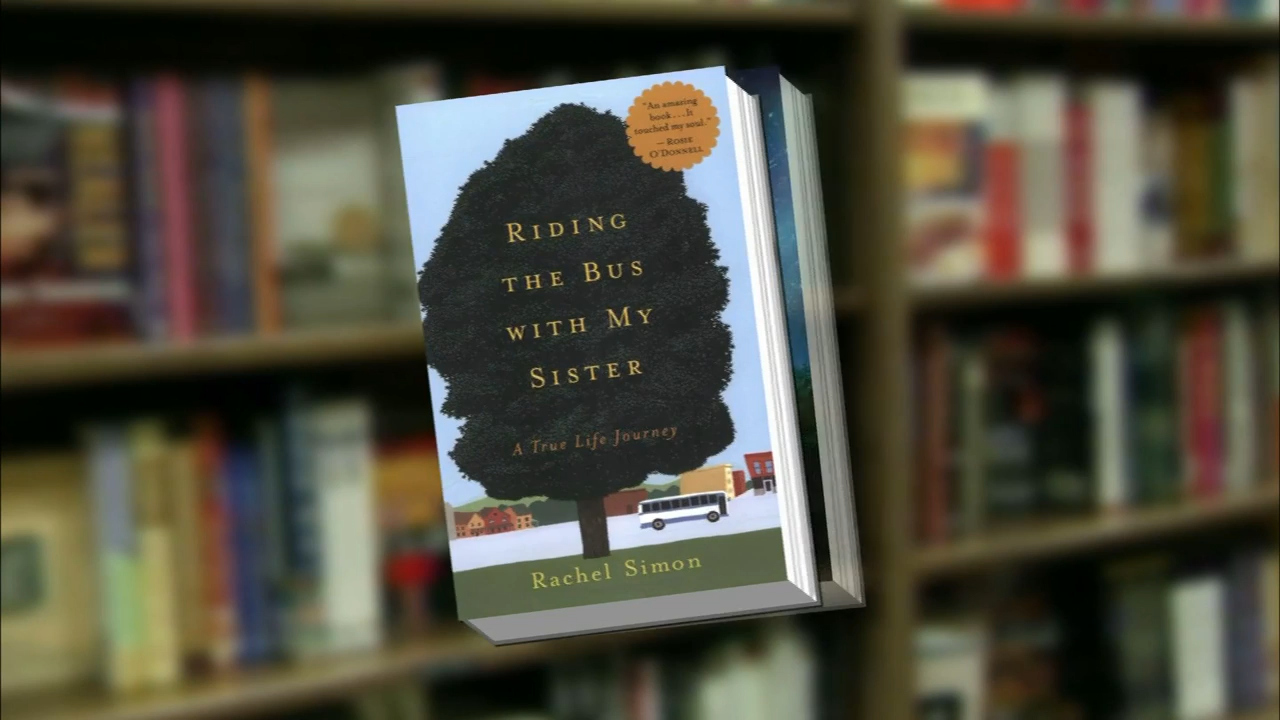 "An amazing
book...It
touched my soul."
— Rosie
O'Donnell
Riding
the Bus
with My
Sister
A True Life Journey
Rachel Simon